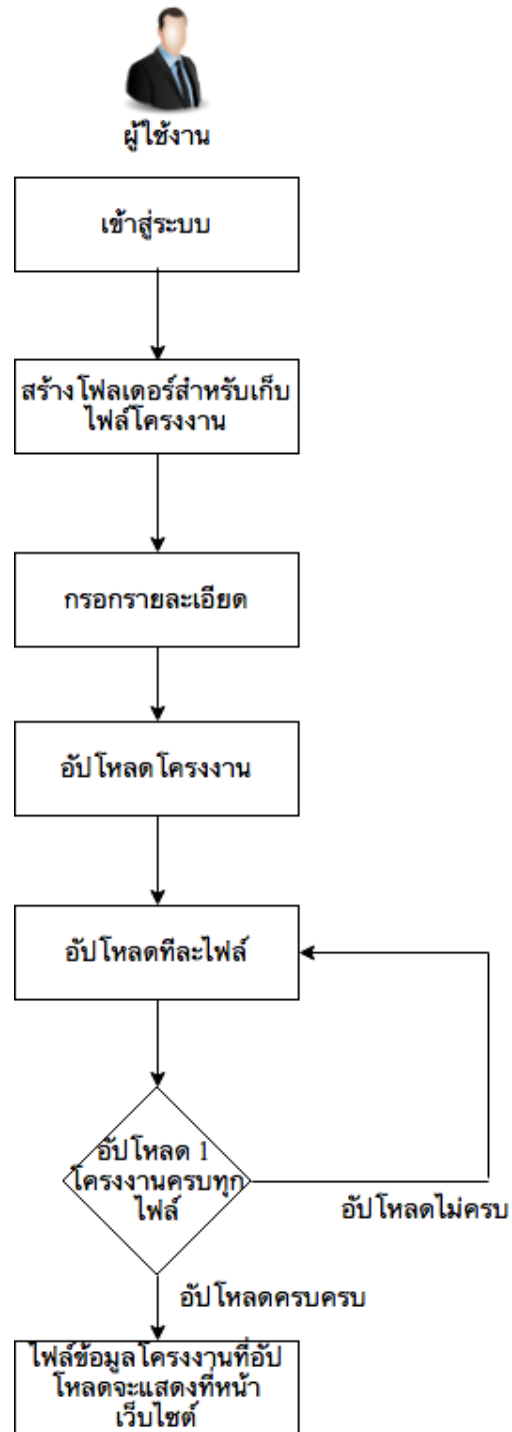 ผู้ใช้งาน
เข้าสู่ระบบ
สร้างโฟลเดอร์สำหรับเก็บ
ไฟล์โครงงาน
กรอกรายละเอียด
อัปโหลดโครงงาน
อัปโหลดทีละไฟล์
อัปโหลด 1
โครงงานครบทุก
ไฟล์
อัปโหลดไม่ครบ
อัปโหลดครบครบ
ไฟล์ข้อมูลโครงงานที่อัป
โหลดจะแสดงที่หน้า
เว็บไซต์